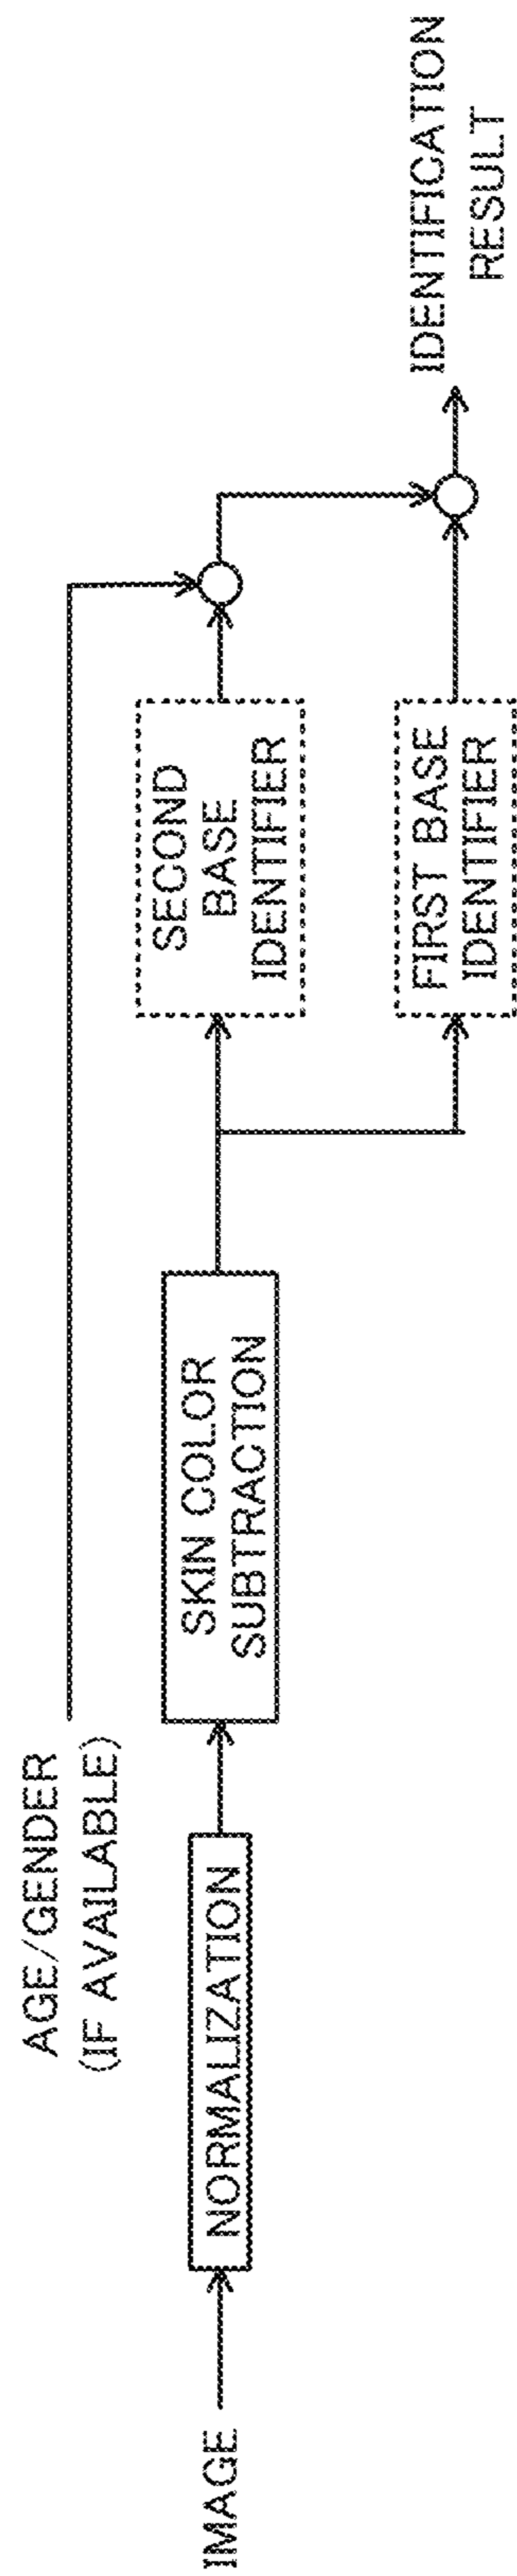 AGE/GENDER
(IF AVAILABLE)
IMAGE
NORMALIZATION
SKIN COLOR
SUBTRACTION
SECOND
BASE
IDENTIFIER
FIRST BASE
IDENTIFIER
IDENTIFICATION
RESULT